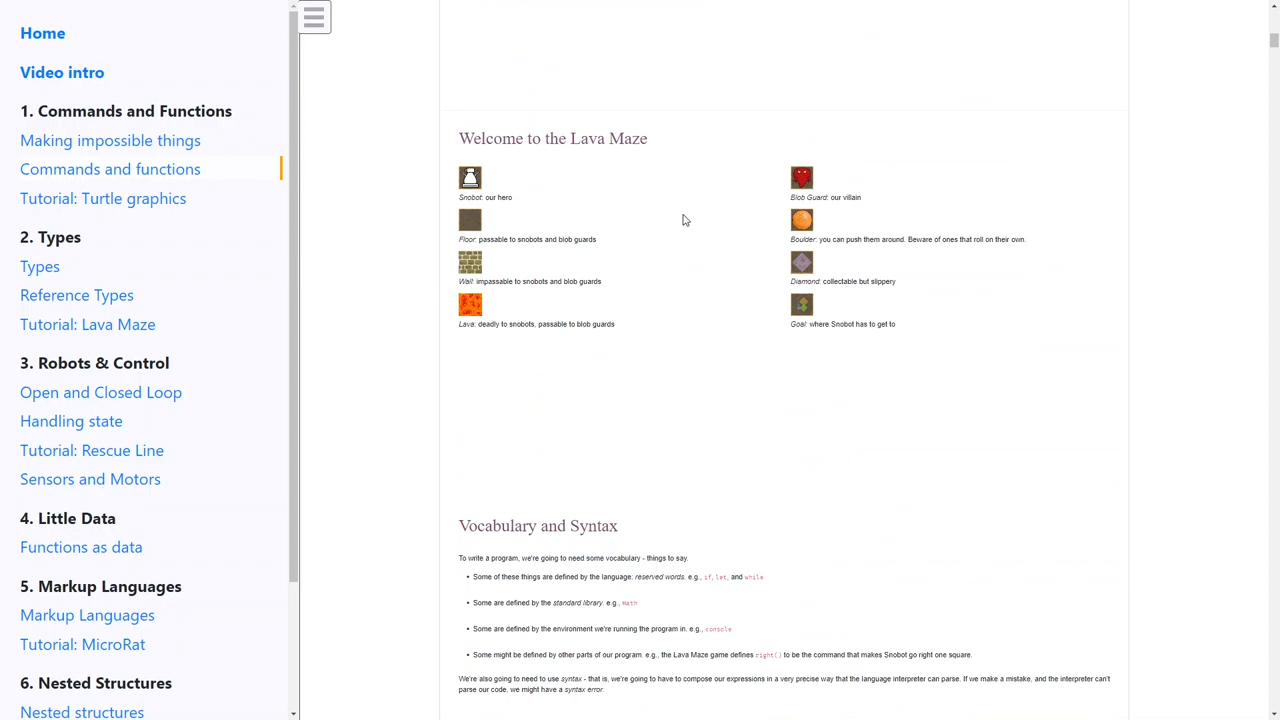 Home
Video intro
1. Commands and Functions
Making impossible things
Commands and functions
Tutorial: Turtle graphics
2. Types
Types
Reference Types
Tutorial: Lava Maze
3. Robots & Control
Open and Closed Loop
Handling state
Tutorial: Rescue Line
Sensors and Motors
4. Little Data
Functions as data
5. Markup Languages
Markup Languages
Tutorial: MicroRat
6. Nested Structures
Nested structures
Welcome to the Lava Maze
Snobot: our hero
Floor: passable to snobots and blob guards
Wall: impassable to snobots and blob guards
Lava: deadly to snobots, passable to blob guards
Blob Guard: our villain
Boulder: you can push them around. Beware of ones that roll on their own.
Diamond: collectable but slippery
Goal: where Snobot has to get to
Vocabulary and Syntax
To write a program, we're going to need some vocabulary - things to say.
• Some of these things are defined by the language: reserved words. e.g., if, let, and while
• Some are defined by the standard library. e.g., Math
• Some are defined by the environment we're running the program in. e.g., console
• Some might be defined by other parts of our program. e.g., the Lava Maze game defines right() to be the command that makes Snobot go right one square.
We're also going to need to use syntax - that is, we're going to have to compose our expressions in a very precise way that the language interpreter can parse. If we make a mistake, and the interpreter can't
parse our code, we might have a syntax error.